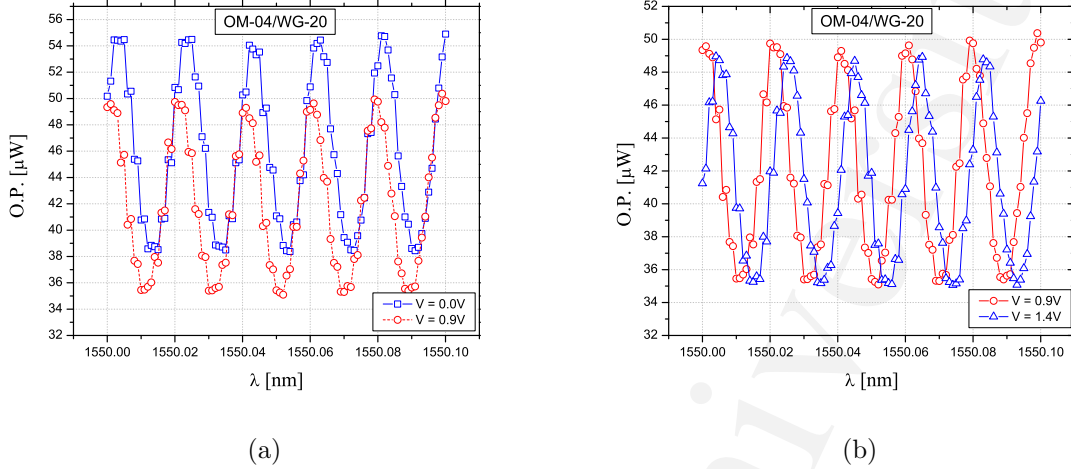 OM-04/WG-20
O.P. [µW]
56
54
52
50
48
46
44
42
40
38
36
34
32
V = 0.0V
V = 0.9V
1550.00 1550.02 1550.04 1550.06 1550.08 1550.10
λ [nm]
(a)
OM-04/WG-20
O.P. [µW]
52
50
48
46
44
42
40
38
36
34
32
V = 0.9V
V = 1.4V
1550.00 1550.02 1550.04 1550.06 1550.08 1550.10
λ [nm]
(b)